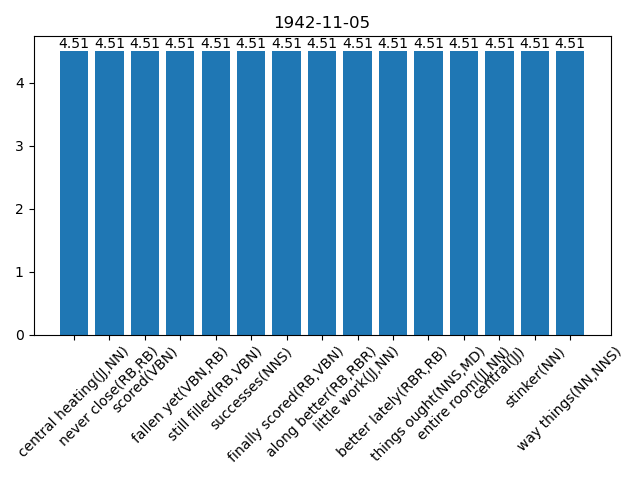 1942-11-05
4.51 4.51 4.51 4.51 4.51 4.51 4.51 4.51 4.51 4.51 4.51 4.51 4.51 4.51 4.51
4
3
2
1
0
central heating(JJ,NN)
never close(RB,RB)
scored(VBN)
fallen yet(VBN,RB)
still filled(RB,VBN)
successes(NNS)
finally scored(RB,VBN)
along better(RB,RBR)
little work(JJ,NN)
better lately(RBR,RB)
things ought(NNS,MD)
entire room(JJ,NN)
central(JJ)
stinker(NN)
way things(NN,NNS)